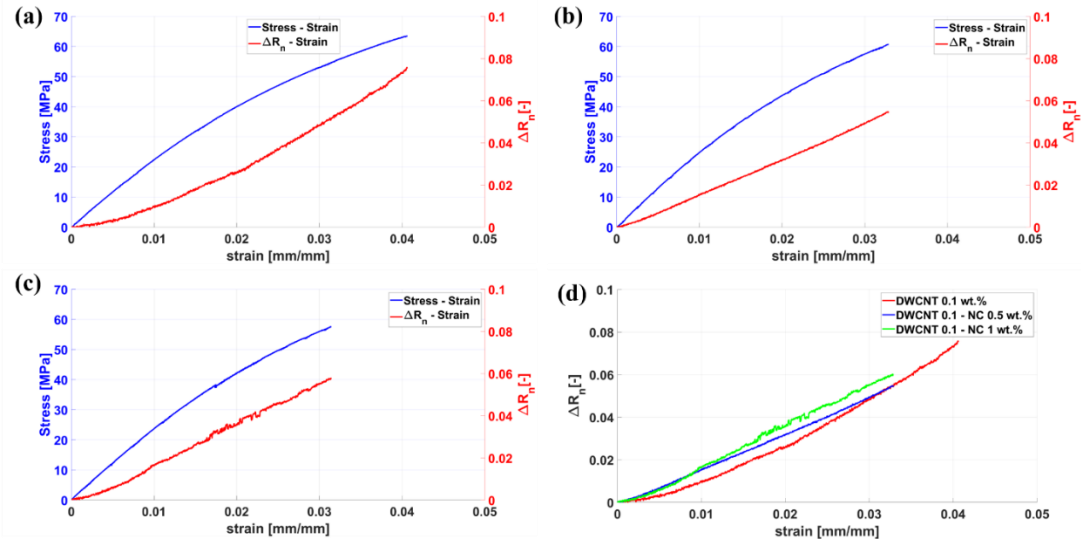 (a)
70
60
50
40
30
20
10
0
Stress [MPa]
Stress - Strain
ΔRn - Strain
0.1
0.08
0.06
0.04
0.02
0
ΔRn[-]
0 0.01 0.02 0.03 0.04 0.05
strain [mm/mm]
(b)
70
60
50
40
30
20
10
0
Stress [MPa]
Stress - Strain
ΔRn - Strain
0.1
0.08
0.06
0.04
0.02
0
ΔRn[-]
0 0.01 0.02 0.03 0.04 0.05
strain [mm/mm]
(c)
70
60
50
40
30
20
10
0
Stress [MPa]
Stress - Strain
ΔRn - Strain
0.1
0.08
0.06
0.04
0.02
0
ΔRn[-]
0 0.01 0.02 0.03 0.04 0.05
strain [mm/mm]
(d)
0.1
0.08
0.06
0.04
0.02
0
ΔRn[-]
DWCNT 0.1 wt.%
DWCNT 0.1 - NC 0.5 wt.%
DWCNT 0.1 - NC 1 wt.%
0 0.01 0.02 0.03 0.04 0.05
strain [mm/mm]